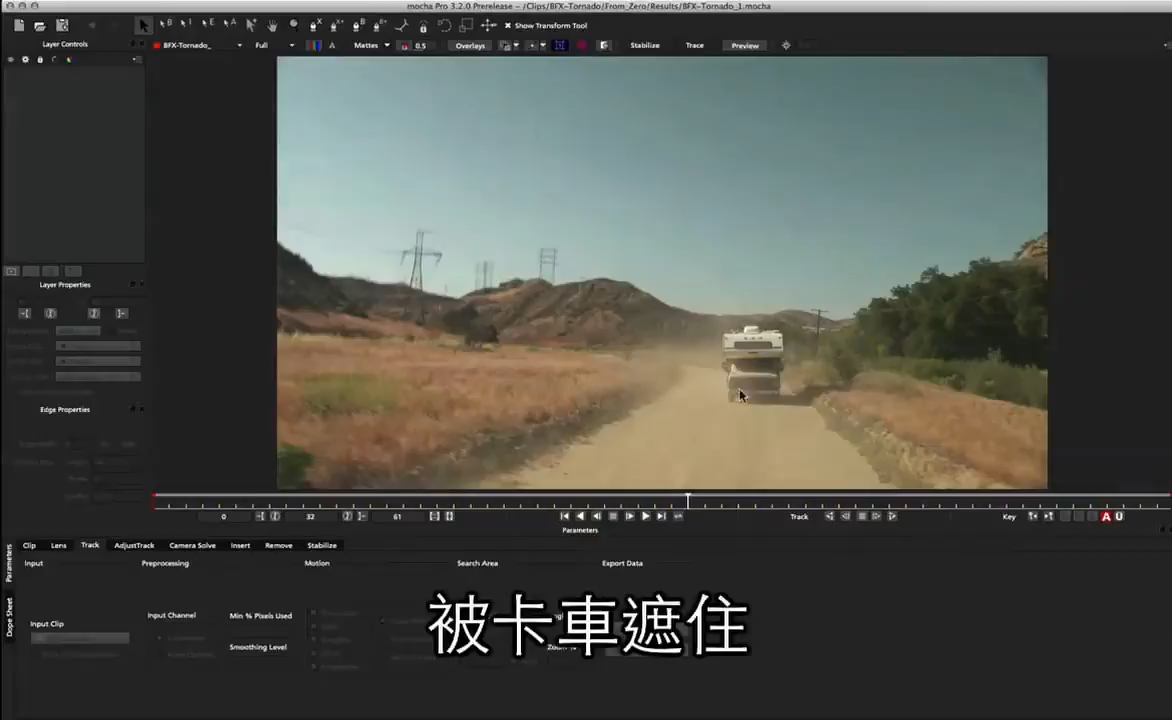 mocha Pro 3.2.0 Prerelease – /Clips/BFX-Tornado/From_Zero/Results/BFX-Tornado_1.mocha
Show Transform Tool
Layer Controls
BFX-Tornado_
Full
Mattes
0.5
Overlays
Stabilize
Trace
Preview
Layer Properties
Edge Properties
0
32
61
Track
Key
Parameters
Clip
Lens
Track
AdjustTrack
Camera Solve
Insert
Remove
Stabilize
Parameters
Dope Sheet
Input
Preprocessing
Motion
Search Area
Export Data
Input Channel
Min % Pixels Used
Input Clip
Smoothing Level
被卡車遮住